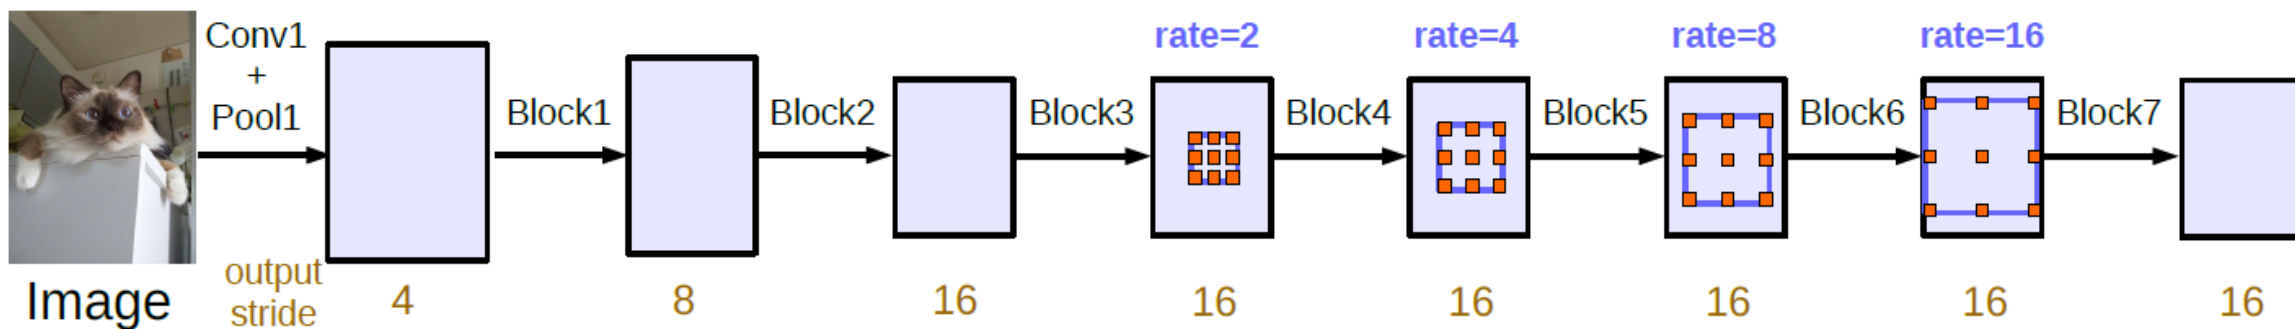 Conv1
+
Pool1
Block1
Block2
Block3
rate=2
Block4
rate=4
Block5
rate=8
Block6
rate=16
Block7
Image
output
stride
4
8
16
16
16
16
16
16